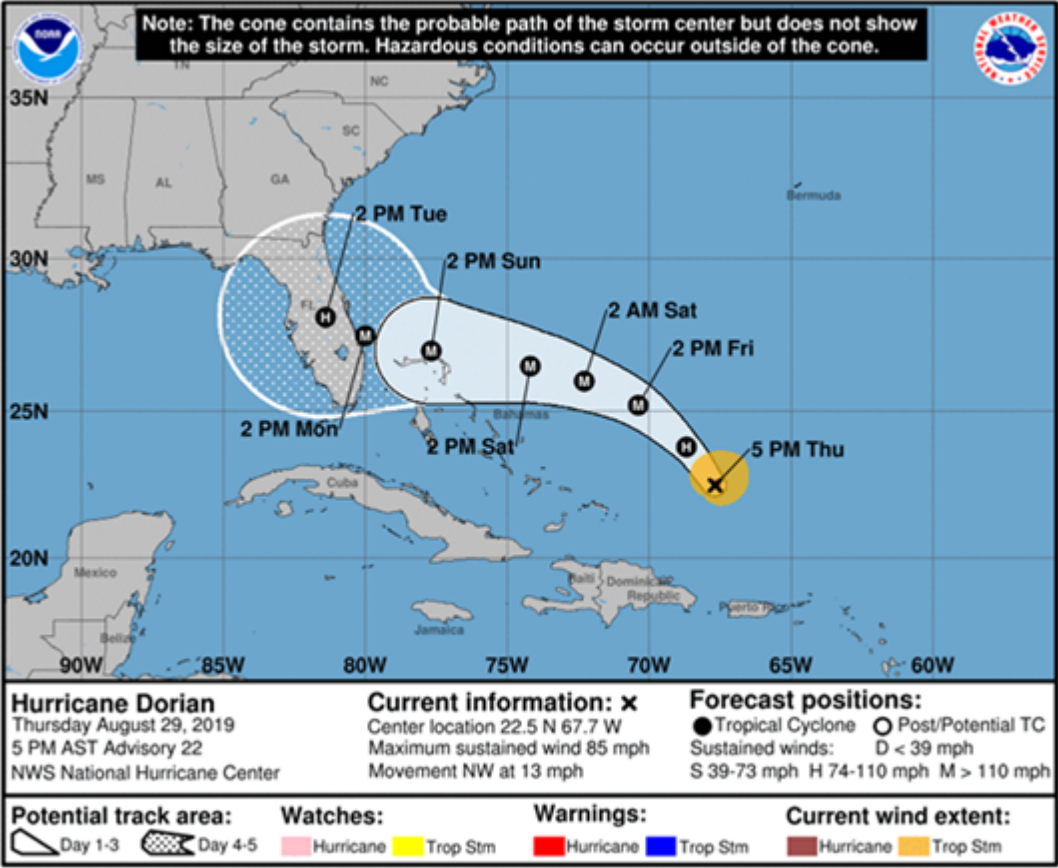 Note: The cone contains the probable path of the storm center but does not show
the size of the storm. Hazardous conditions can occur outside of the cone.
NOAA
NATIONAL WEATHER SERVICE
TN
NC
35N
SC
MS
AL
GA
Bermuda
2 PM Tue
30N
2 PM Sun
FL
H
M
M
2 AM Sat
2 PM Fri
M
M
M
25N
Bahamas
2 PM Mon
2 PM Sat
H
5 PM Thu
Cuba
20N
Mexico
Haiti
Dominican
Republic
Puerto Rico
Jamaica
Belize
90W 85W 80W 75W 70W 65W 60W
Hurricane Dorian
Thursday August 29, 2019
5 PM AST Advisory 22
NWS National Hurricane Center
Current information: ×
Center location 22.5 N 67.7 W
Maximum sustained wind 85 mph
Movement NW at 13 mph
Forecast positions:
Tropical Cyclone Post/Potential TC
Sustained winds: D < 39 mph
S 39-73 mph H 74-110 mph M > 110 mph
Potential track area:
Day 1-3 Day 4-5
Watches:
Hurricane Trop Stm
Warnings:
Hurricane Trop Stm
Current wind extent:
Hurricane Trop Stm